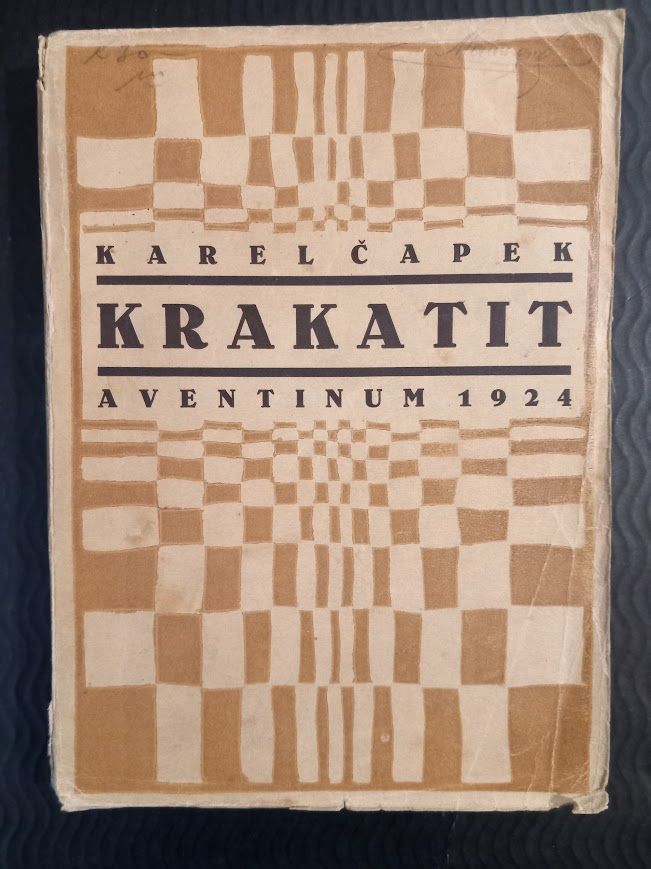 KAREL ČAPEK
KRAKATIT
AVENTINUM 1924